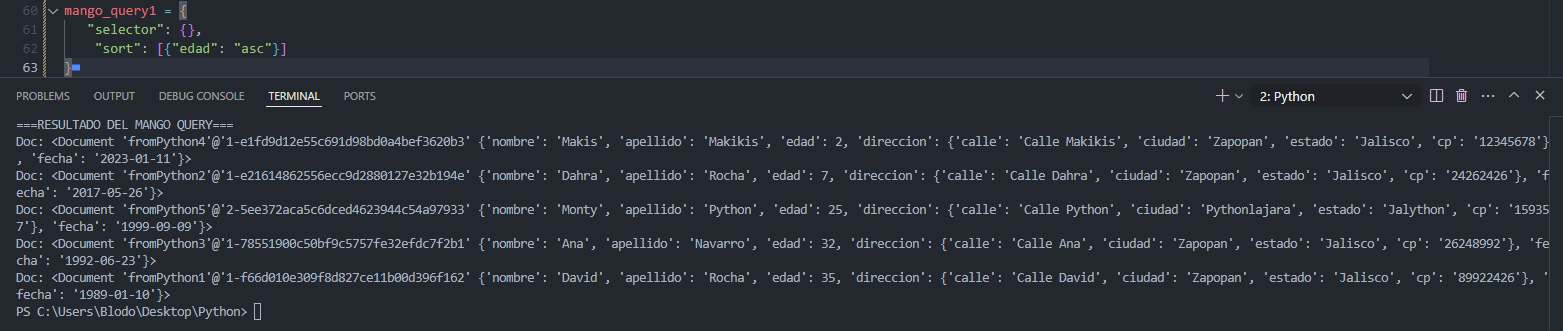 60 mango_query1 = {
61 "selector": {},
62 "sort": [{"edad": "asc"}]
63 }
PROBLEMS OUTPUT DEBUG CONSOLE TERMINAL PORTS 2: Python
===RESULTADO DEL MANGO QUERY===
Doc: <Document 'fromPython4'@'1-e1fd9d12e55c691d98bd0a4bef3620b3' {'nombre': 'Makis', 'apellido': 'Makikis', 'edad': 2, 'direccion': {'calle': 'Calle Makikis', 'ciudad': 'Zapopan', 'estado': 'Jalisco', 'cp': '12345678'}
, 'fecha': '2023-01-11'}>
Doc: <Document 'fromPython2'@'1-e21614862556ecc9d2880127e32b194e' {'nombre': 'Dahra', 'apellido': 'Rocha', 'edad': 7, 'direccion': {'calle': 'Calle Dahra', 'ciudad': 'Zapopan', 'estado': 'Jalisco', 'cp': '24262426'}, 'f
echa': '2017-05-26'}>
Doc: <Document 'fromPython5'@'2-5ee372aca5c6dced4623944c54a97933' {'nombre': 'Monty', 'apellido': 'Python', 'edad': 25, 'direccion': {'calle': 'Calle Python', 'ciudad': 'Pythonlajara', 'estado': 'Jalython', 'cp': '15935
7'}, 'fecha': '1999-09-09'}>
Doc: <Document 'fromPython3'@'1-78551900c50bf9c5757fe32efdc7f2b1' {'nombre': 'Ana', 'apellido': 'Navarro', 'edad': 32, 'direccion': {'calle': 'Calle Ana', 'ciudad': 'Zapopan', 'estado': 'Jalisco', 'cp': '26248992'}, 'fe
cha': '1992-06-23'}>
Doc: <Document 'fromPython1'@'1-f66d010e309f8d827ce11b00d396f162' {'nombre': 'David', 'apellido': 'Rocha', 'edad': 35, 'direccion': {'calle': 'Calle David', 'ciudad': 'Zapopan', 'estado': 'Jalisco', 'cp': '89922426'}, '
fecha': '1989-01-10'}>
PS C:\Users\Blodo\Desktop\Python>